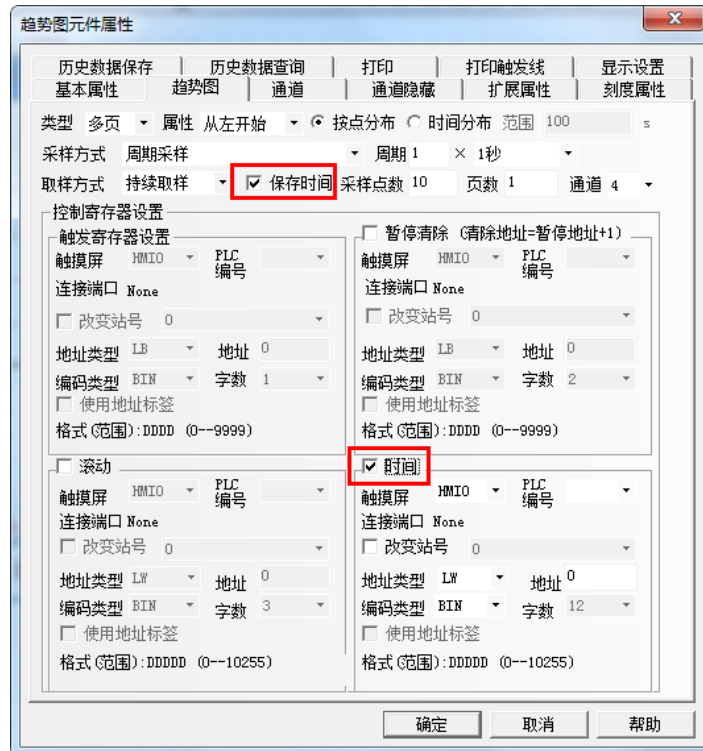 趋势图元件属性
历史数据保存 历史数据查询 打印 打印触发线 显示设置
基本属性 趋势图 通道 通道隐藏 扩展属性 刻度属性
类型 多页 属性 从左开始 按点分布 时间分布 范围 100 s
采样方式 周期采样 周期 1 × 1秒
取样方式 持续取样 保存时间 采样点数 10 页数 1 通道 4
控制寄存器设置
触发寄存器设置
触摸屏 HMI0 PLC编号
连接端口 None
改变站号 0
地址类型 LB 地址 0
编码类型 BIN 字数 1
使用地址标签
格式(范围):DDDD (0--9999)
暂停清除 (清除地址=暂停地址+1)
触摸屏 HMI0 PLC编号
连接端口 None
改变站号 0
地址类型 LB 地址 0
编码类型 BIN 字数 2
使用地址标签
格式(范围):DDDD (0--9999)
滚动
触摸屏 HMI0 PLC编号
连接端口 None
改变站号 0
地址类型 LW 地址 0
编码类型 BIN 字数 3
使用地址标签
格式(范围):DDDDD (0--10255)
时间
触摸屏 HMI0 PLC编号
连接端口 None
改变站号 0
地址类型 LW 地址 0
编码类型 BIN 字数 12
使用地址标签
格式(范围):DDDDD (0--10255)
确定 取消 帮助